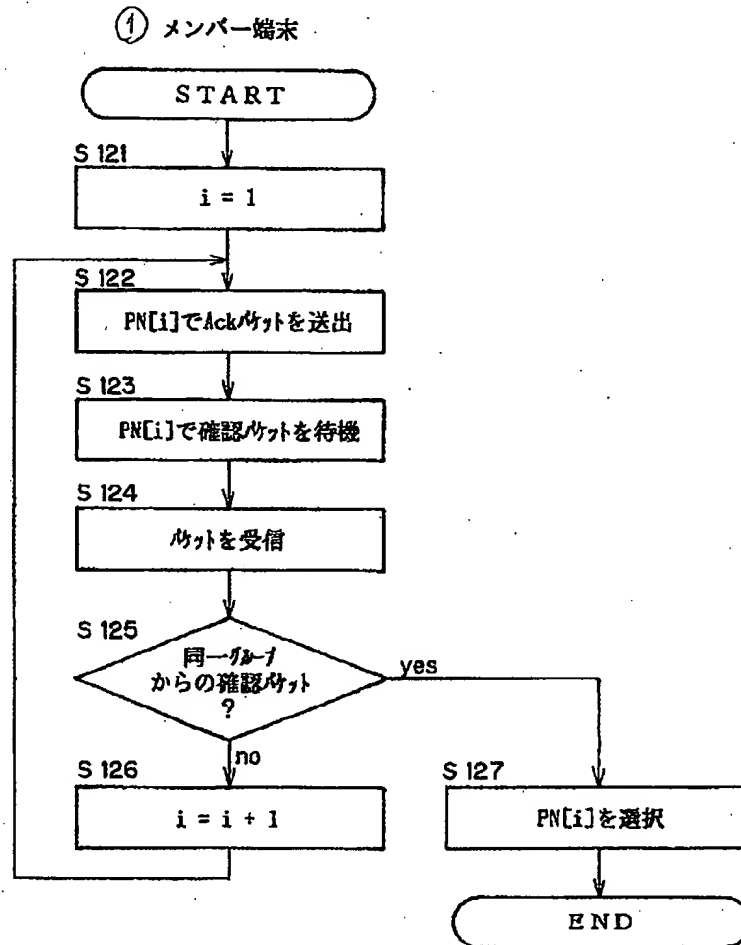 ① メンバー端末
START
S 121
i = 1
S 122
PN[i]でAckパケットを送出
S 123
PN[i]で確認パケットを待機
S 124
パケットを受信
S 125
同一グループ
からの確認パケット
?
yes
no
S 126
i = i + 1
S 127
PN[i]を選択
END